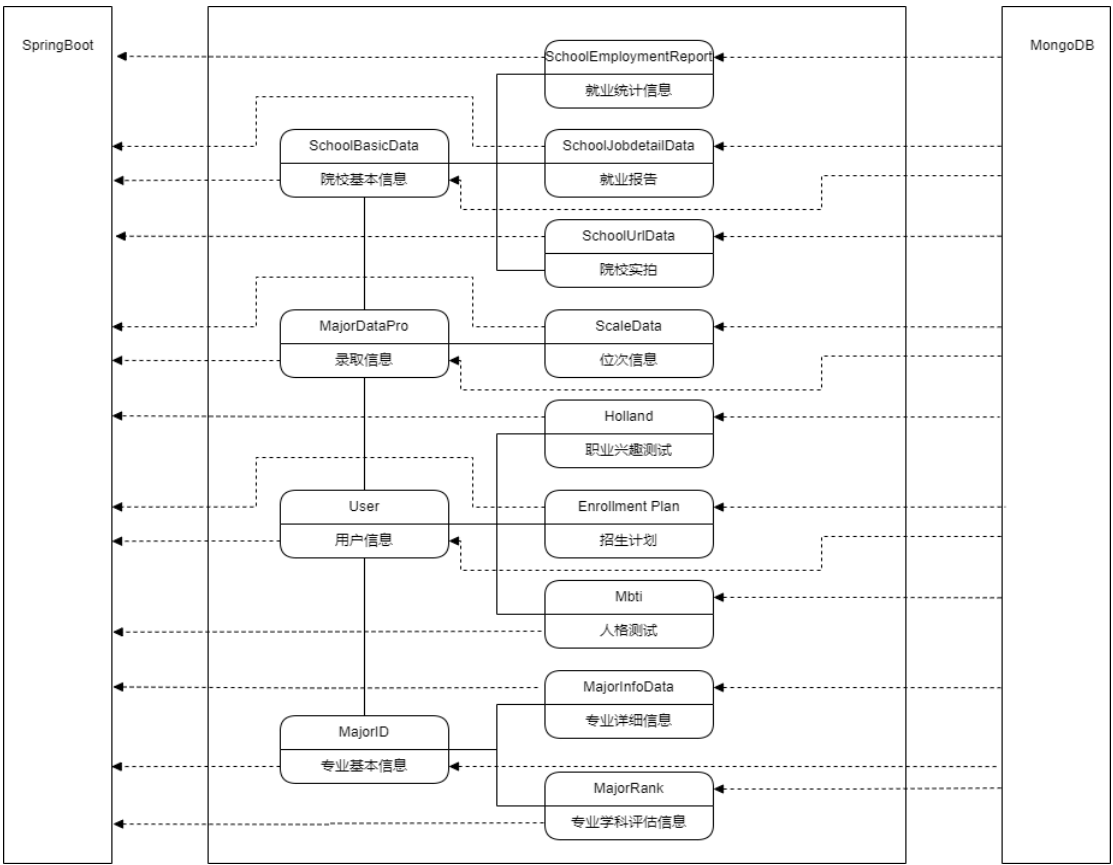 SpringBoot
MongoDB
SchoolEmploymentReport
就业统计信息
SchoolBasicData
院校基本信息
SchoolJobdetailData
就业报告
SchoolUrlData
院校实拍
MajorDataPro
录取信息
ScaleData
位次信息
Holland
职业兴趣测试
User
用户信息
Enrollment Plan
招生计划
Mbti
人格测试
MajorInfoData
专业详细信息
MajorID
专业基本信息
MajorRank
专业学科评估信息